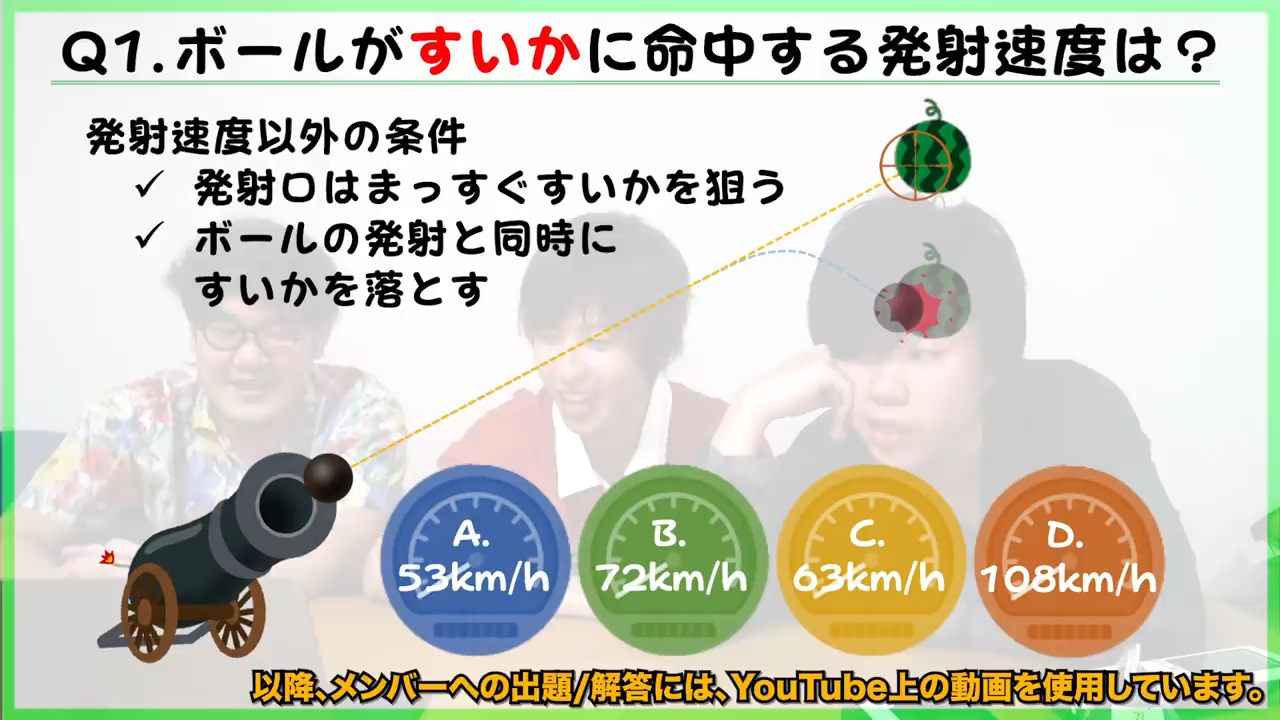 Q1.ボールがすいかに命中する発射速度は？
発射速度以外の条件
✓ 発射口はまっすぐすいかを狙う
✓ ボールの発射と同時に
すいかを落とす
A.
53km/h
B.
72km/h
C.
63km/h
D.
108km/h
以降、メンバーへの出題/解答には、YouTube上の動画を使用しています。